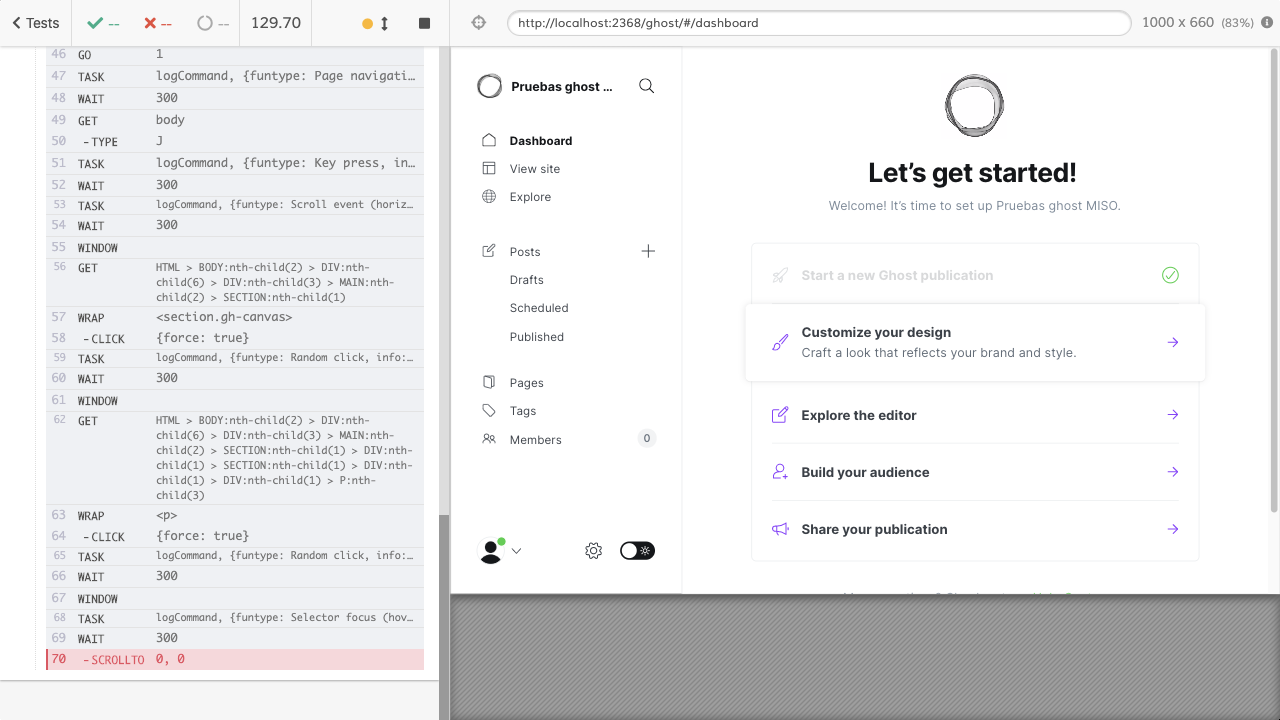 Tests
--
--
--
129.70
http://localhost:2368/ghost/#/dashboard
1000 x 660 (83%)
46 GO 1
47 TASK logCommand, {funtype: Page navigati…
48 WAIT 300
49 GET body
50 -TYPE J
51 TASK logCommand, {funtype: Key press, in…
52 WAIT 300
53 TASK logCommand, {funtype: Scroll event (horiz…
54 WAIT 300
55 WINDOW
56 GET HTML > BODY:nth-child(2) > DIV:nth-
child(6) > DIV:nth-child(3) > MAIN:nth-
child(2) > SECTION:nth-child(1)
57 WRAP <section.gh-canvas>
58 -CLICK {force: true}
59 TASK logCommand, {funtype: Random click, info:…
60 WAIT 300
61 WINDOW
62 GET HTML > BODY:nth-child(2) > DIV:nth-
child(6) > DIV:nth-child(3) > MAIN:nth-
child(2) > SECTION:nth-child(1) > DIV:nth-
child(1) > SECTION:nth-child(1) > DIV:nth-
child(1) > DIV:nth-child(1) > P:nth-
child(3)
63 WRAP <p>
64 -CLICK {force: true}
65 TASK logCommand, {funtype: Random click, info:…
66 WAIT 300
67 WINDOW
68 TASK logCommand, {funtype: Selector focus (hov…
69 WAIT 300
70 -SCROLLTO 0, 0
Pruebas ghost ...
Dashboard
View site
Explore
Posts
Drafts
Scheduled
Published
Pages
Tags
Members 0
Let's get started!
Welcome! It's time to set up Pruebas ghost MISO.
Start a new Ghost publication
Customize your design
Craft a look that reflects your brand and style.
Explore the editor
Build your audience
Share your publication